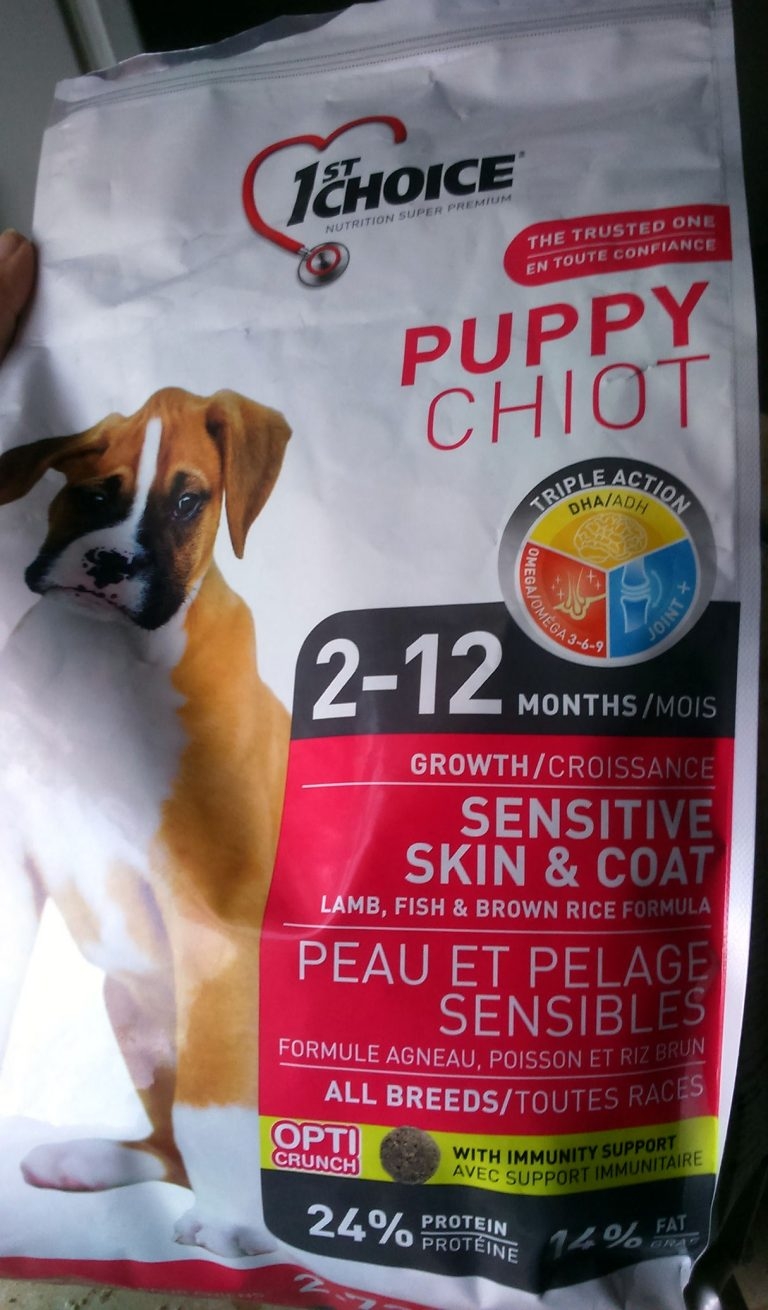 1ST CHOICE®
NUTRITION SUPER PREMIUM
THE TRUSTED ONE
EN TOUTE CONFIANCE
PUPPY
CHIOT
TRIPLE ACTION
DHA/ADH
OMEGA/OMÉGA 3-6-9
JOINT +
2-12 MONTHS/MOIS
GROWTH/CROISSANCE
SENSITIVE
SKIN & COAT
LAMB, FISH & BROWN RICE FORMULA
PEAU ET PELAGE
SENSIBLES
FORMULE AGNEAU, POISSON ET RIZ BRUN
ALL BREEDS/TOUTES RACES
OPTI
CRUNCH
WITH IMMUNITY SUPPORT
AVEC SUPPORT IMMUNITAIRE
24% PROTEIN
PROTÉINE
14% FAT
GRAS